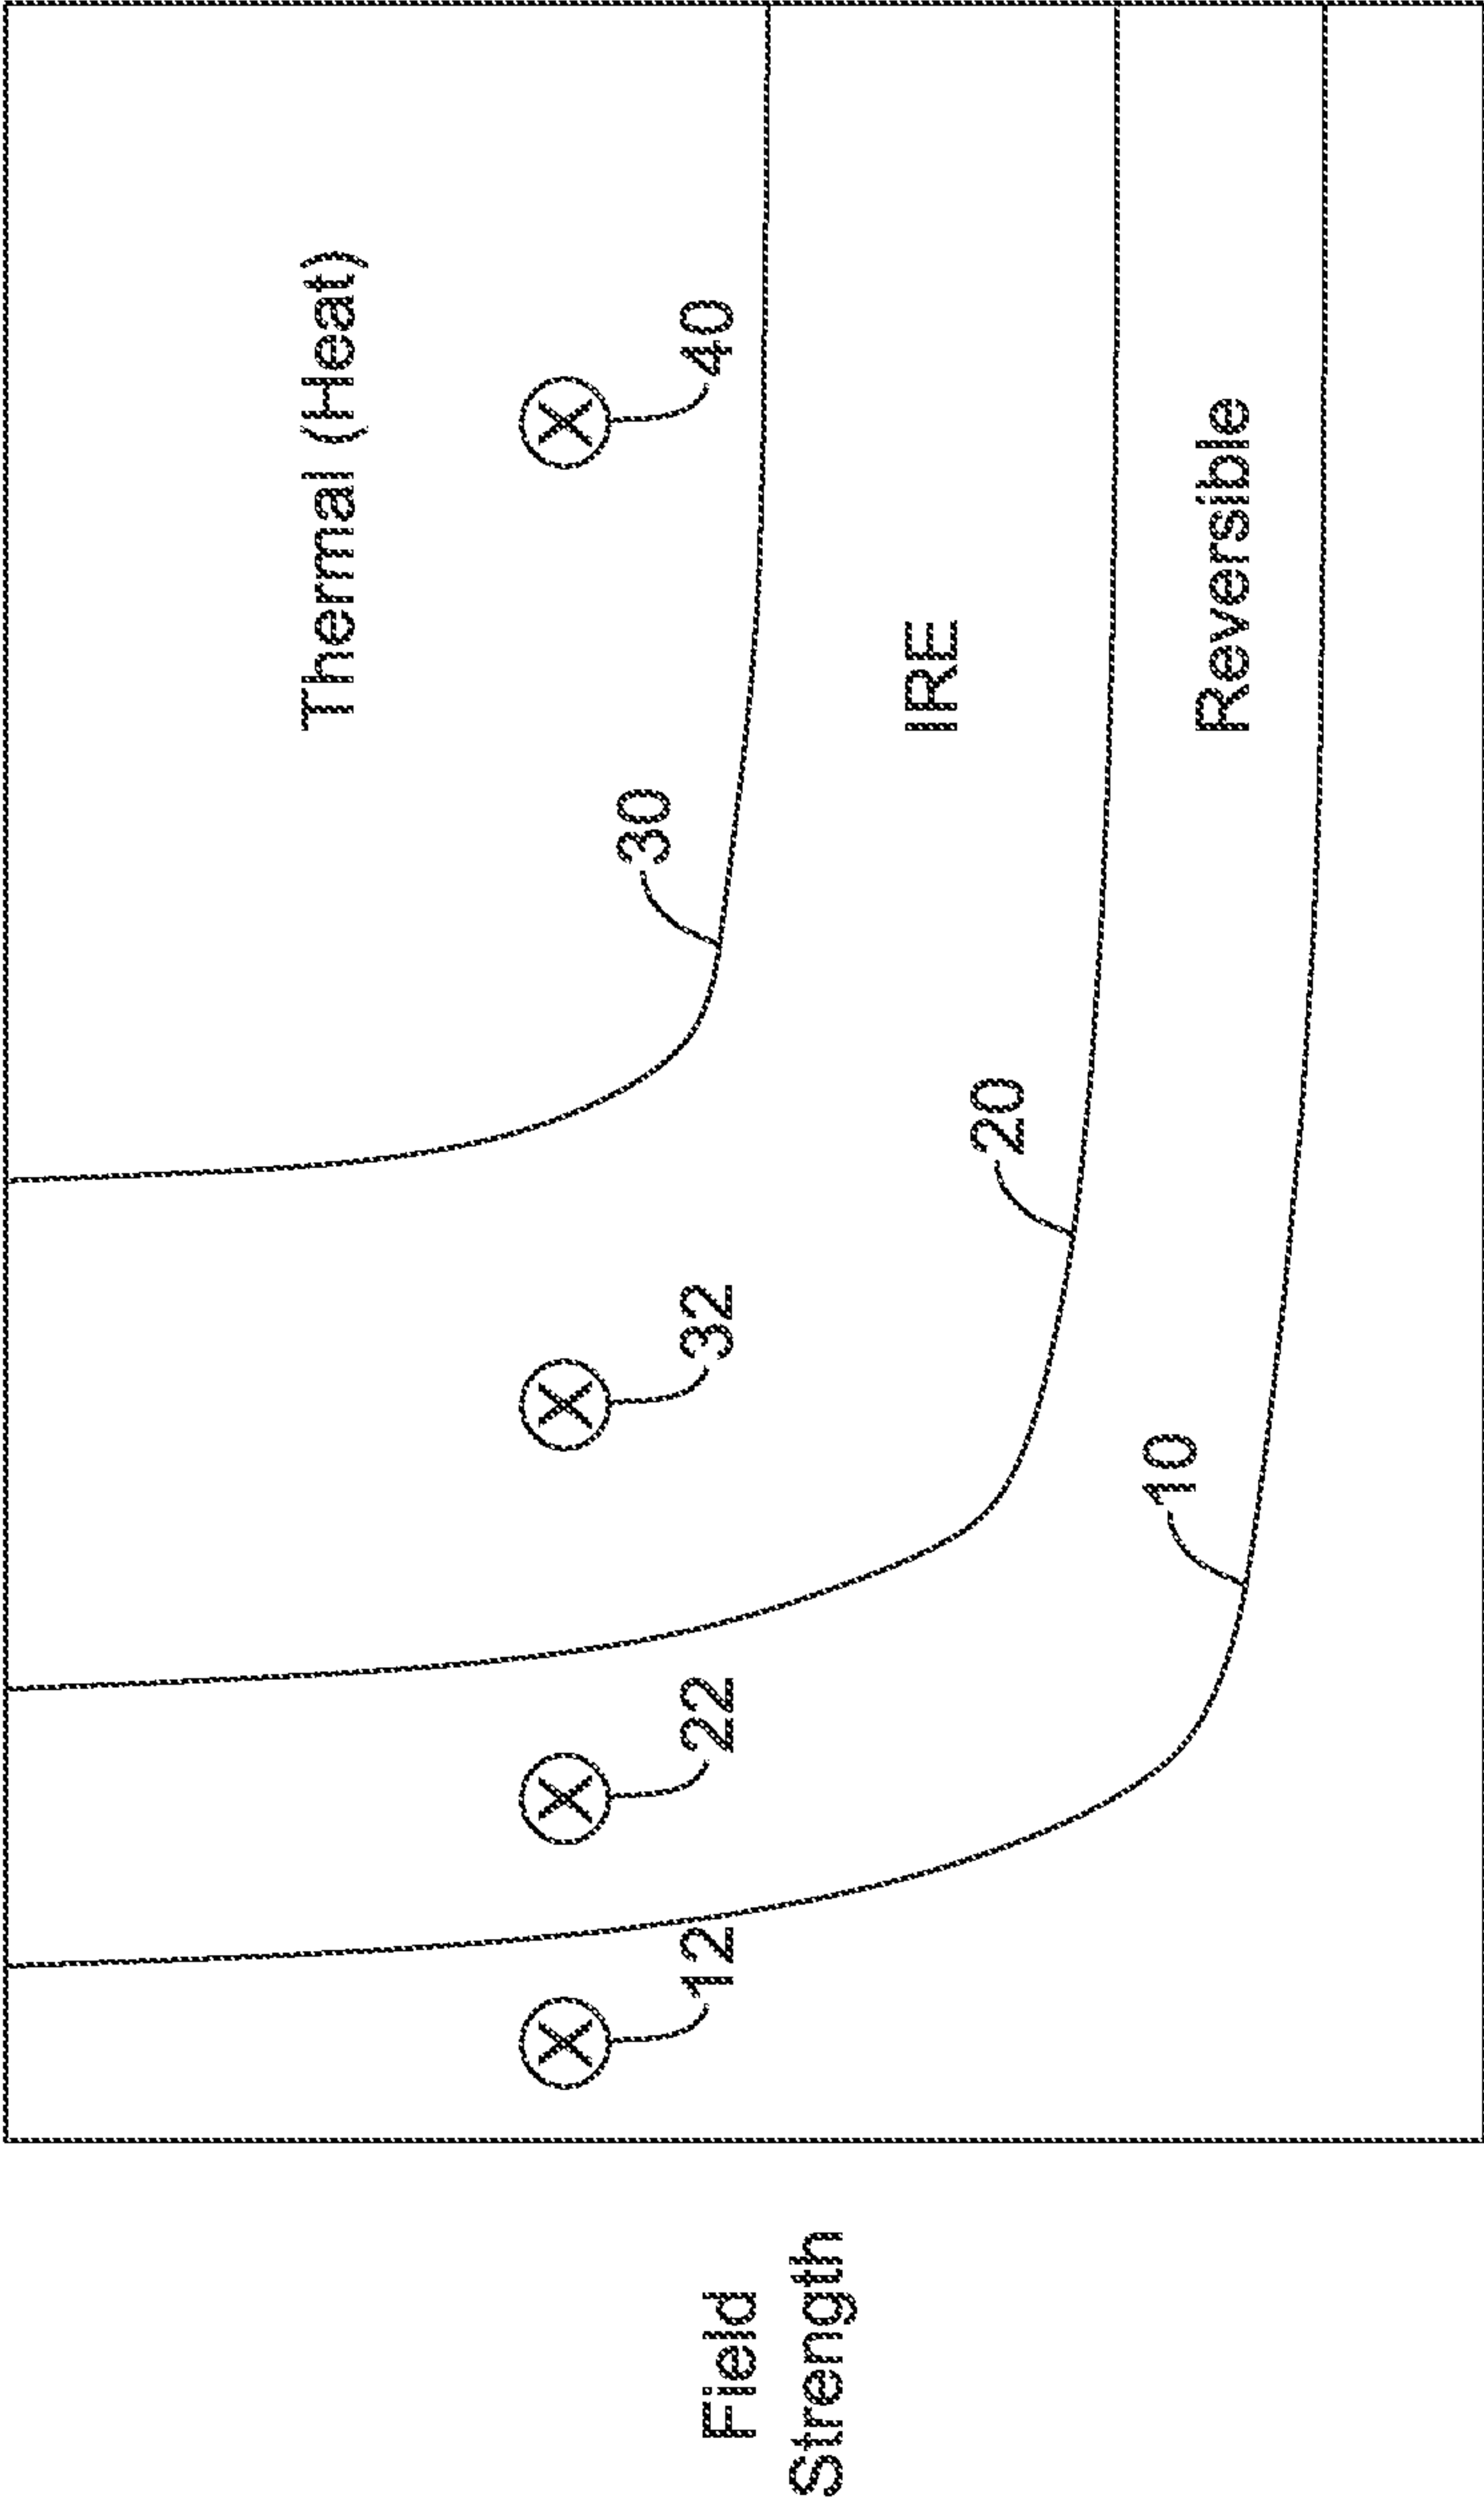 Thermal (Heat)
30
40
32
22
12
IRE
20
Reversible
10
Field
Strength